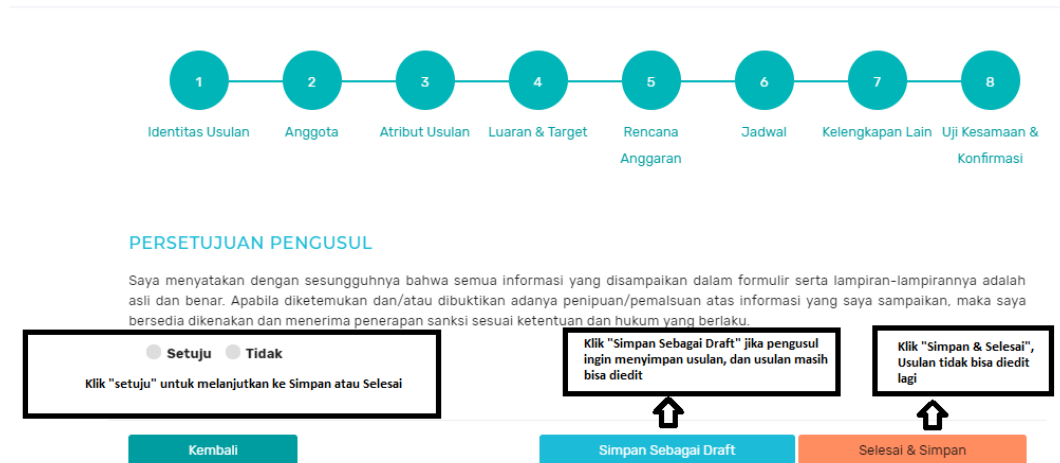 1
2
3
4
5
6
7
8
Identitas Usulan
Anggota
Atribut Usulan
Luaran & Target
Rencana
Anggaran
Jadwal
Kelengkapan Lain
Uji Kesamaan &
Konfirmasi
PERSETUJUAN PENGUSUL
Saya menyatakan dengan sesungguhnya bahwa semua informasi yang disampaikan dalam formulir serta lampiran-lampirannya adalah
asli dan benar. Apabila diketemukan dan/atau dibuktikan adanya penipuan/pemalsuan atas informasi yang saya sampaikan, maka saya
bersedia dikenakan dan menerima penerapan sanksi sesuai ketentuan dan hukum yang berlaku.
Setuju
Tidak
Klik "setuju" untuk melanjutkan ke Simpan atau Selesai
Klik "Simpan Sebagai Draft" jika pengusul
ingin menyimpan usulan, dan usulan masih
bisa diedit
Klik "Simpan & Selesai",
Usulan tidak bisa diedit
lagi
Kembali
Simpan Sebagai Draft
Selesai & Simpan